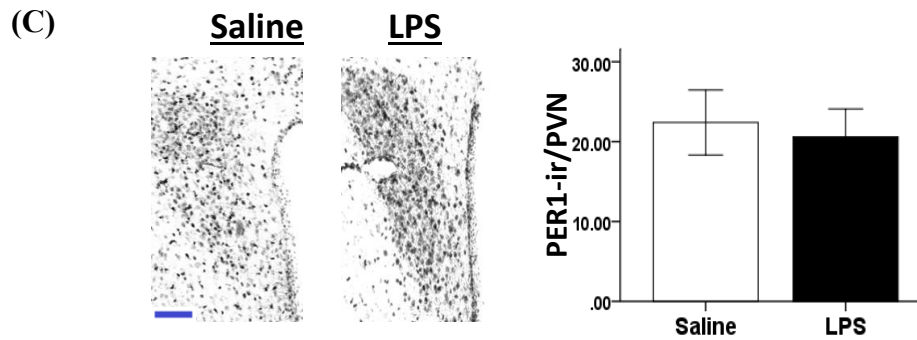 (C)
Saline LPS
30.00
20.00
10.00
.00
PER1-ir/PVN
Saline LPS